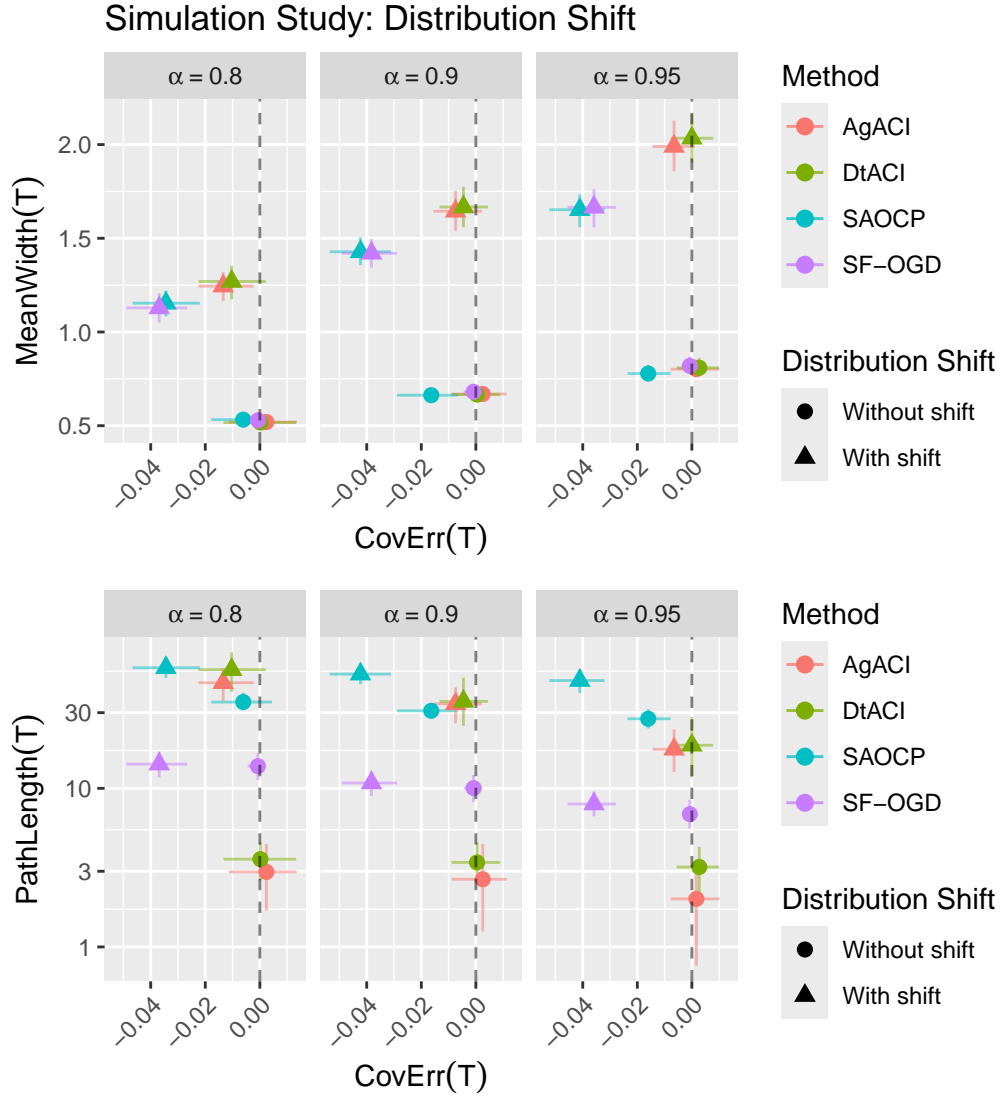 Simulation Study: Distribution Shift
α = 0.8
α = 0.9
α = 0.95
MeanWidth(T)
2.0
1.5
1.0
0.5
−0.04
−0.02
0.00
−0.04
−0.02
0.00
−0.04
−0.02
0.00
CovErr(T)
Method
AgACI
DtACI
SAOCP
SF−OGD
Distribution Shift
Without shift
With shift
α = 0.8
α = 0.9
α = 0.95
PathLength(T)
30
10
3
1
−0.04
−0.02
0.00
−0.04
−0.02
0.00
−0.04
−0.02
0.00
CovErr(T)
Method
AgACI
DtACI
SAOCP
SF−OGD
Distribution Shift
Without shift
With shift